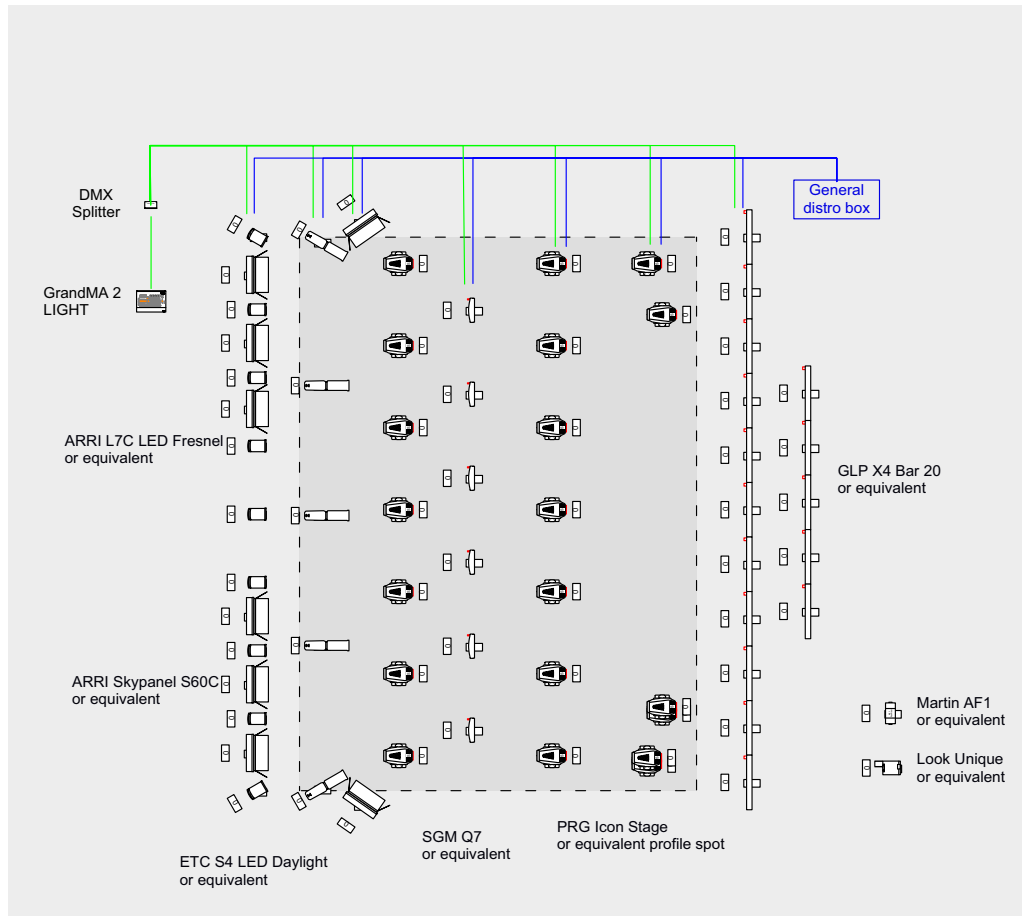 DMX
Splitter
General
distro box
GrandMA 2
LIGHT
ARRI L7C LED Fresnel
or equivalent
GLP X4 Bar 20
or equivalent
ARRI Skypanel S60C
or equivalent
Martin AF1
or equivalent
Look Unique
or equivalent
PRG Icon Stage
or equivalent profile spot
SGM Q7
or equivalent
ETC S4 LED Daylight
or equivalent